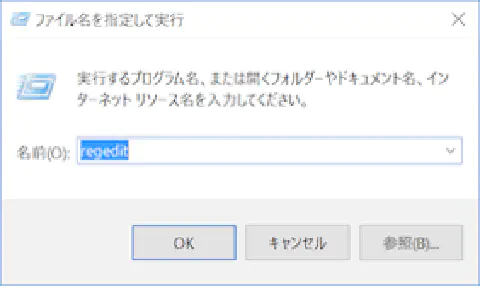 ファイル名を指定して実行
実行するプログラム名、または開くフォルダーやドキュメント名、イン
ターネット リソース名を入力してください。
名前(O): regedit
OK キャンセル 参照(B)...